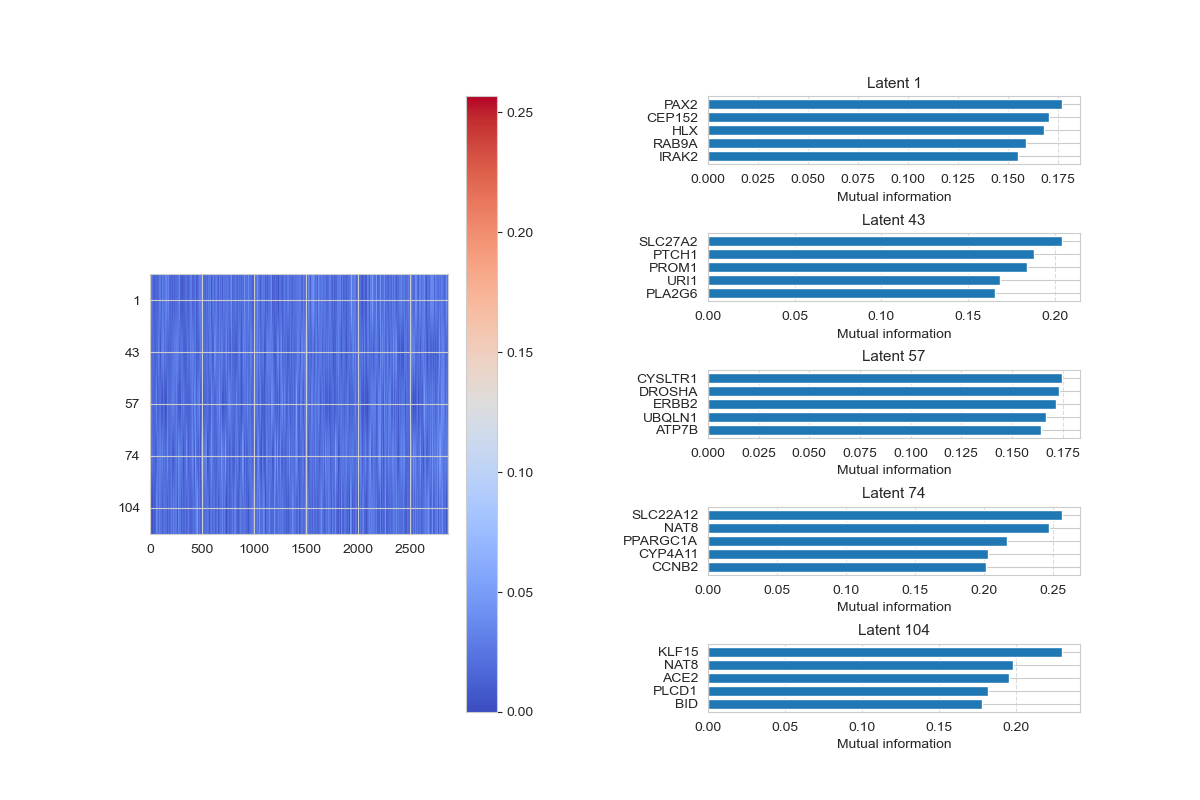 1
43
57
74
104
0 500 1000 1500 2000 2500
0.25
0.20
0.15
0.10
0.05
0.00
Latent 1
PAX2
CEP152
HLX
RAB9A
IRAK2
0.000 0.025 0.050 0.075 0.100 0.125 0.150 0.175
Mutual information
Latent 43
SLC27A2
PTCH1
PROM1
URI1
PLA2G6
0.00 0.05 0.10 0.15 0.20
Mutual information
Latent 57
CYSLTR1
DROSHA
ERBB2
UBQLN1
ATP7B
0.000 0.025 0.050 0.075 0.100 0.125 0.150 0.175
Mutual information
Latent 74
SLC22A12
NAT8
PPARGC1A
CYP4A11
CCNB2
0.00 0.05 0.10 0.15 0.20 0.25
Mutual information
Latent 104
KLF15
NAT8
ACE2
PLCD1
BID
0.00 0.05 0.10 0.15 0.20
Mutual information